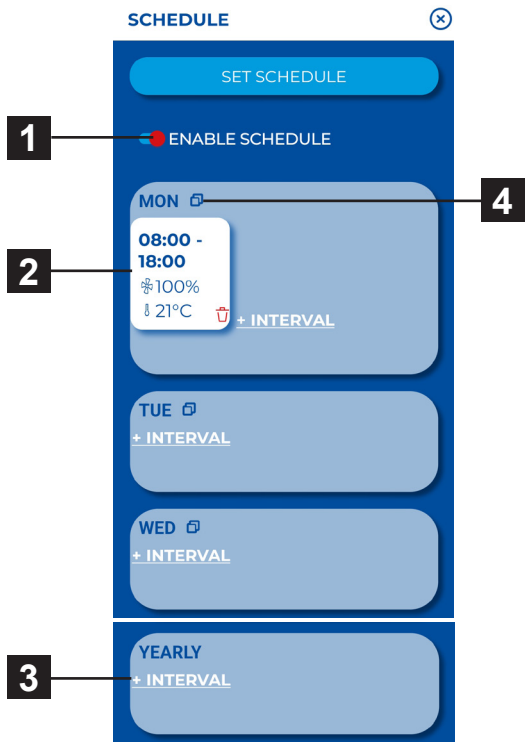 SCHEDULE
SET SCHEDULE
1
ENABLE SCHEDULE
MON
4
08:00 -
18:00
2
100%
21°C
+ INTERVAL
TUE
+ INTERVAL
WED
+ INTERVAL
YEARLY
3
+ INTERVAL